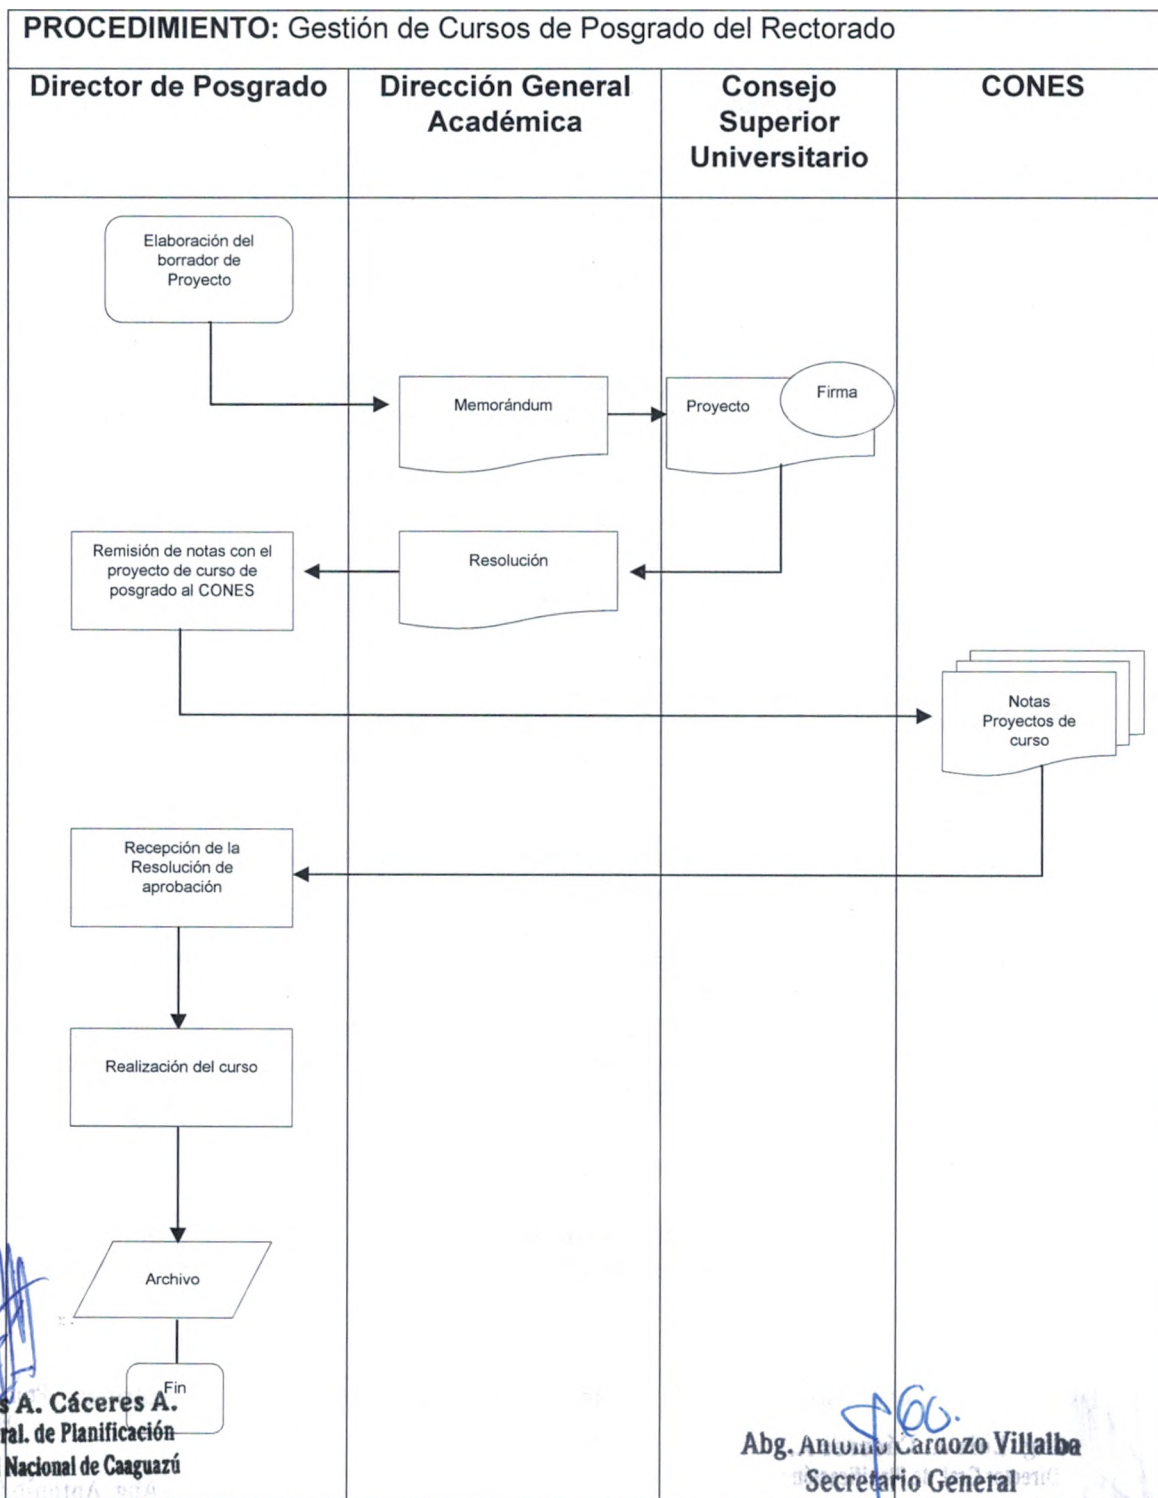 PROCEDIMIENTO: Gestión de Cursos de Posgrado del Rectorado
Director de Posgrado
Dirección General
Académica
Consejo
Superior
Universitario
CONES
Elaboración del
borrador de
Proyecto
Memorándum
Proyecto
Firma
Remisión de notas con el
proyecto de curso de
posgrado al CONES
Resolución
Notas
Proyectos de
curso
Recepción de la
Resolución de
aprobación
Realización del curso
Archivo
Fin
A. Cáceres A.
ral. de Planificación
Nacional de Caaguazú
Abg. Antonio Cardozo Villalba
Secretario General